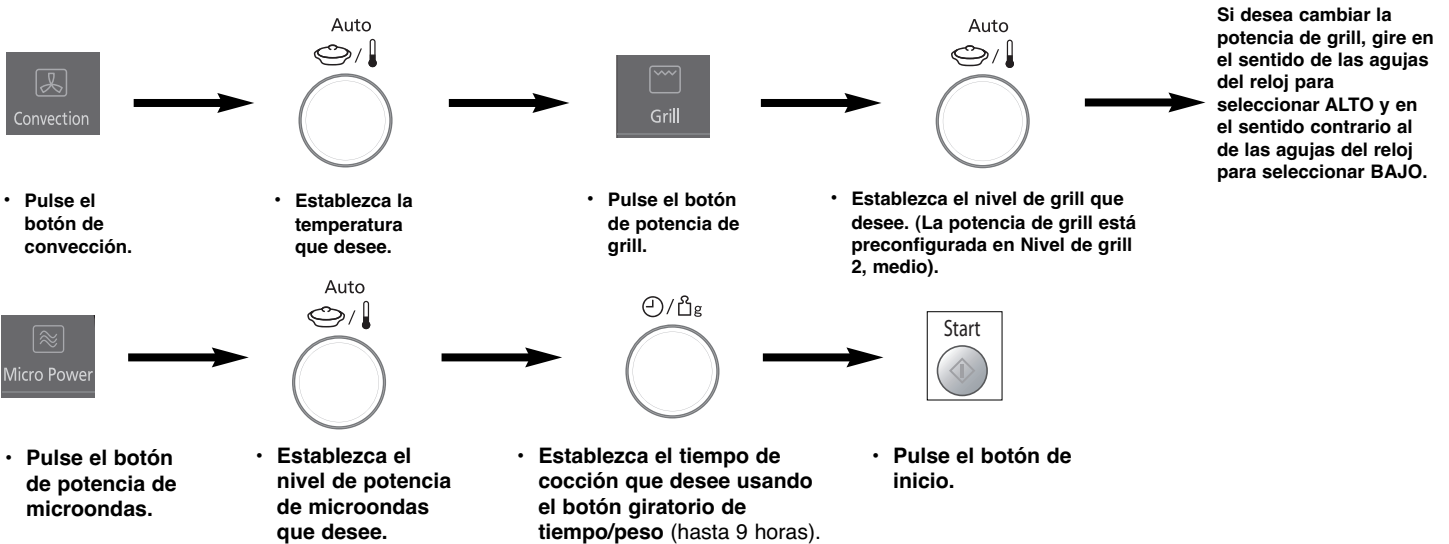 Convection
Auto
Grill
Auto
Si desea cambiar la
potencia de grill, gire en
el sentido de las agujas
del reloj para
seleccionar ALTO y en
el sentido contrario al
de las agujas del reloj
para seleccionar BAJO.
• Pulse el
botón de
convección.
• Establezca la
temperatura
que desee.
• Pulse el botón
de potencia de
grill.
• Establezca el nivel de grill que
desee. (La potencia de grill está
preconfigurada en Nivel de grill
2, medio).
Micro Power
Auto
/ g
Start
• Pulse el botón
de potencia de
microondas.
• Establezca el
nivel de potencia
de microondas
que desee.
• Establezca el tiempo de
cocción que desee usando
el botón giratorio de
tiempo/peso (hasta 9 horas).
• Pulse el botón de
inicio.